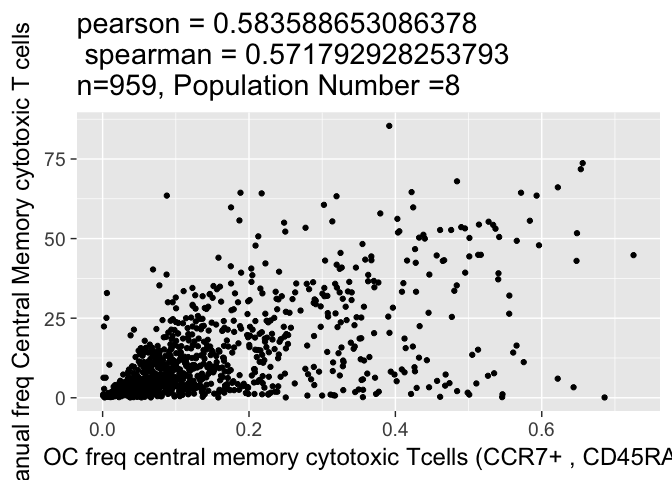 pearson = 0.583588653086378
spearman = 0.571792928253793
n=959, Population Number =8
anual freq Central Memory cytotoxic T cells
75
50
25
0
0.0 0.2 0.4 0.6
OC freq central memory cytotoxic Tcells (CCR7+ , CD45RA